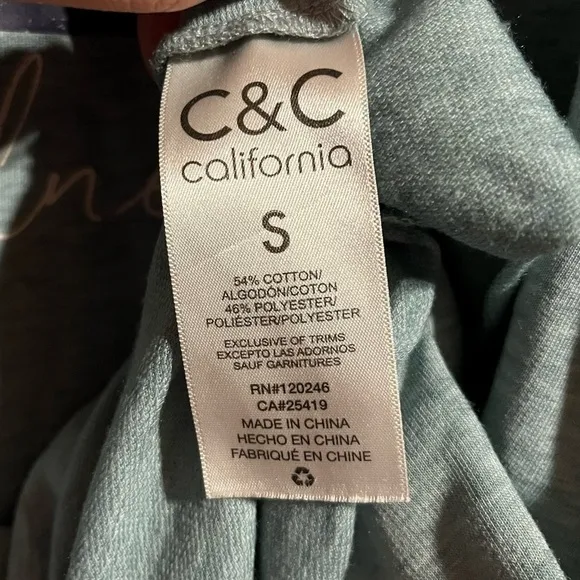 C&C
california
S
54% COTTON/
ALGODÓN/COTON
46% POLYESTER/
POLIÉSTER/POLYESTER
EXCLUSIVE OF TRIMS
EXCEPTO LAS ADORNOS
SAUF GARNITURES
RN#120246
CA#25419
MADE IN CHINA
HECHO EN CHINA
FABRIQUÉ EN CHINE